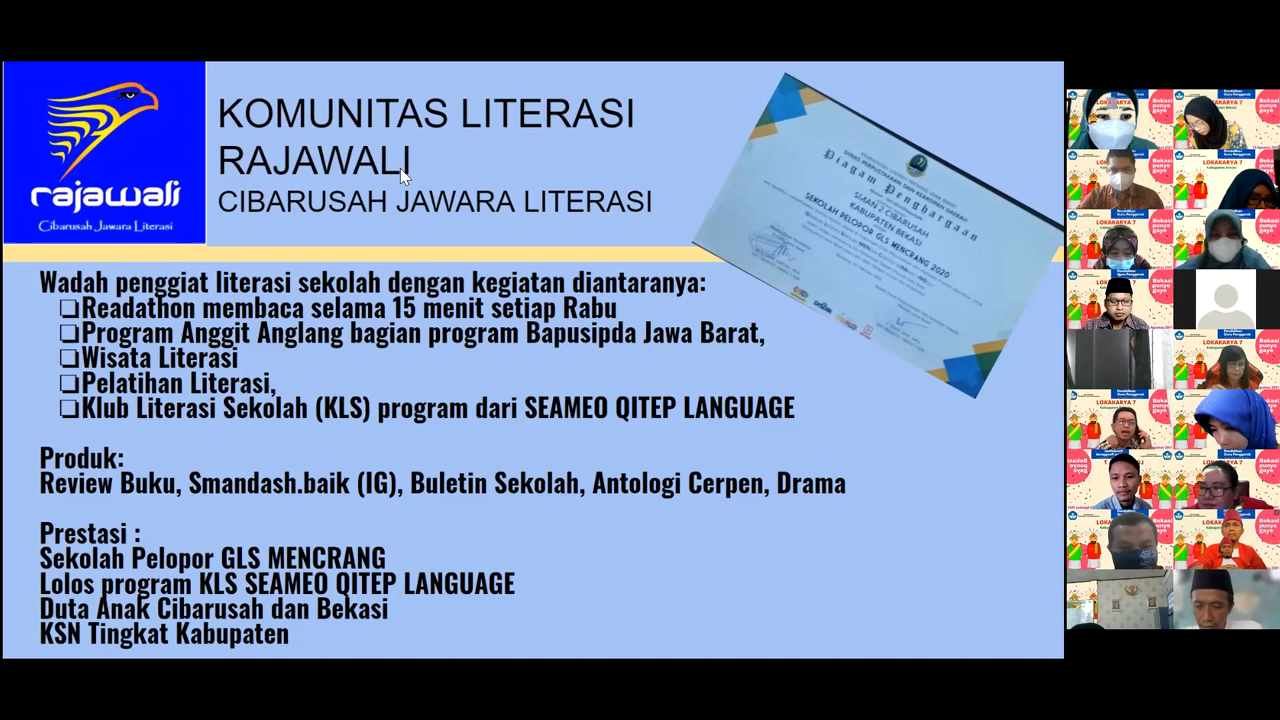 KOMUNITAS LITERASI
RAJAWALI
CIBARUSAH JAWARA LITERASI
rajawali
Cibarusah Jawara Literasi
Piagam Penghargaan
SMAN 2 CIBARUSAH
KABUPATEN BEKASI
SEKOLAH PELOPOR GLS MENCRANG 2020
Wadah penggiat literasi sekolah dengan kegiatan diantaranya:
❑Readathon membaca selama 15 menit setiap Rabu
❑Program Anggit Anglang bagian program Bapusipda Jawa Barat,
❑Wisata Literasi
❑Pelatihan Literasi,
❑Klub Literasi Sekolah (KLS) program dari SEAMEO QITEP LANGUAGE
Produk:
Review Buku, Smandash.baik (IG), Buletin Sekolah, Antologi Cerpen, Drama
Prestasi :
Sekolah Pelopor GLS MENCRANG
Lolos program KLS SEAMEO QITEP LANGUAGE
Duta Anak Cibarusah dan Bekasi
KSN Tingkat Kabupaten
LOKAKARYA 7
Bekasi
punye
gaye